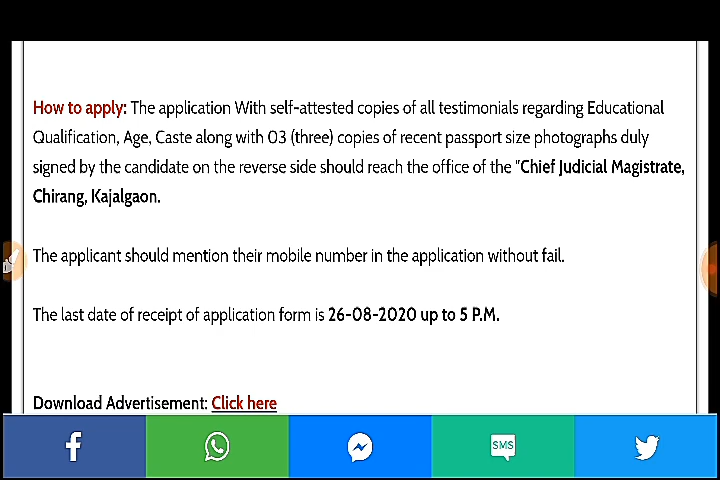 How to apply: The application With self-attested copies of all testimonials regarding Educational
Qualification, Age, Caste along with 03 (three) copies of recent passport size photographs duly
signed by the candidate on the reverse side should reach the office of the "Chief Judicial Magistrate,
Chirang, Kajalgaon.
The applicant should mention their mobile number in the application without fail.
The last date of receipt of application form is 26-08-2020 up to 5 P.M.
Download Advertisement: Click here
SMS